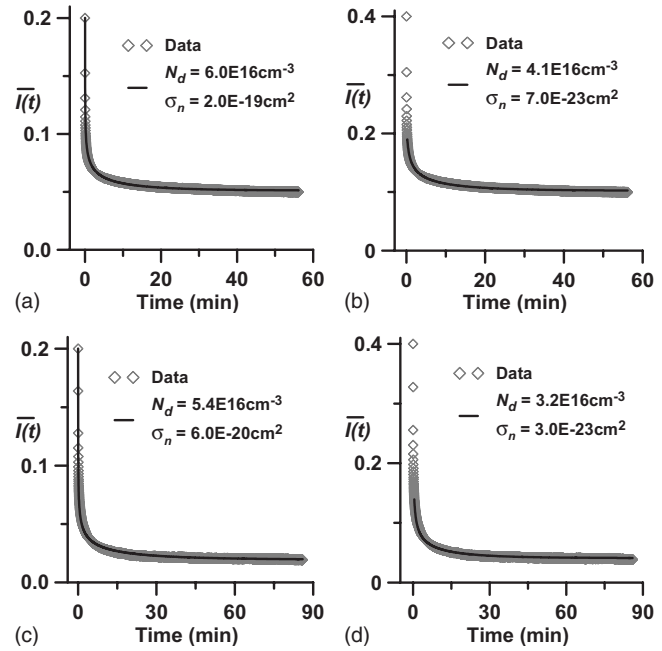 0.2
0.1
0.0
I(t)
Data
N_d = 6.0E16cm^-3
σ_n = 2.0E-19cm^2
0 20 40 60
(a) Time (min)
0.4
0.2
0
I(t)
Data
N_d = 4.1E16cm^-3
σ_n = 7.0E-23cm^2
0 20 40 60
(b) Time (min)
0.2
0.1
0.0
I(t)
Data
N_d = 5.4E16cm^-3
σ_n = 6.0E-20cm^2
0 30 60 90
(c) Time (min)
0.4
0.2
0
I(t)
Data
N_d = 3.2E16cm^-3
σ_n = 3.0E-23cm^2
0 30 60 90
(d) Time (min)